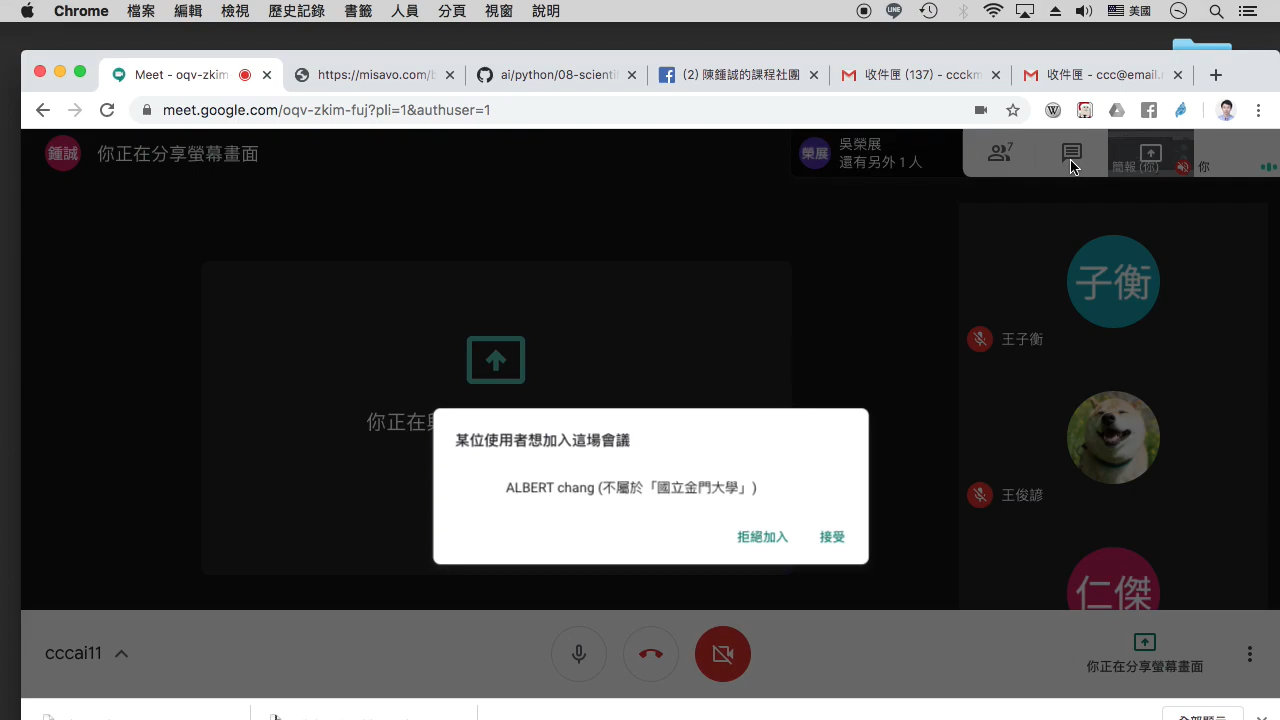 Chrome 檔案 編輯 檢視 歷史記錄 書籤 人員 分頁 視窗 說明 LINE 美國
Meet - oqv-zkim
https://misavo.com/
ai/python/08-scienti
(2) 陳鍾誠的課程社團
收件匣 (137) - ccckm
收件匣 - ccc@email.
meet.google.com/oqv-zkim-fuj?pli=1&authuser=1
鍾誠 你正在分享螢幕畫面
榮展 吳榮展
還有另外 1 人
7
簡報 (你) 你
子衡
王子衡
你正在
某位使用者想加入這場會議
ALBERT chang (不屬於「國立金門大學」)
拒絕加入 接受
王俊諺
仁傑
cccai11
你正在分享螢幕畫面
全部顯示